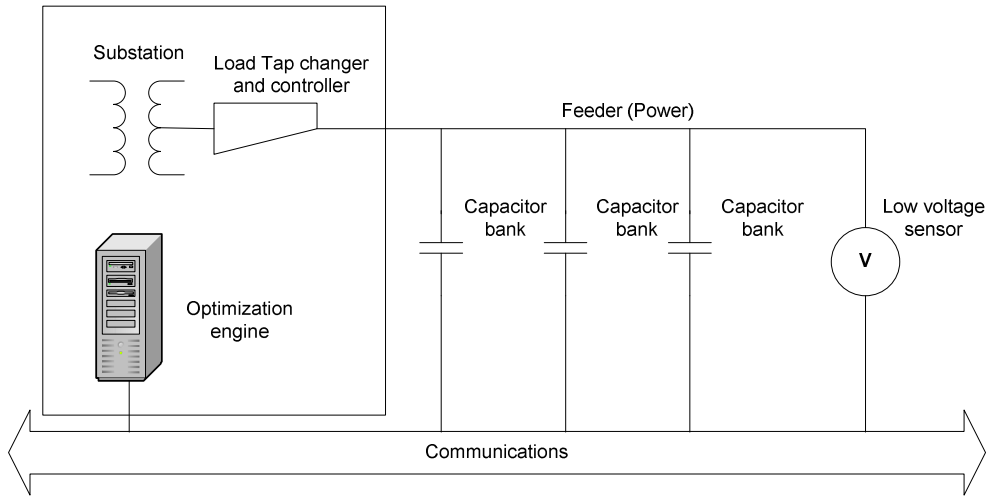 Substation
Load Tap changer
and controller
Feeder (Power)
Capacitor
bank
Capacitor
bank
Capacitor
bank
Low voltage
sensor
V
Optimization
engine
Communications